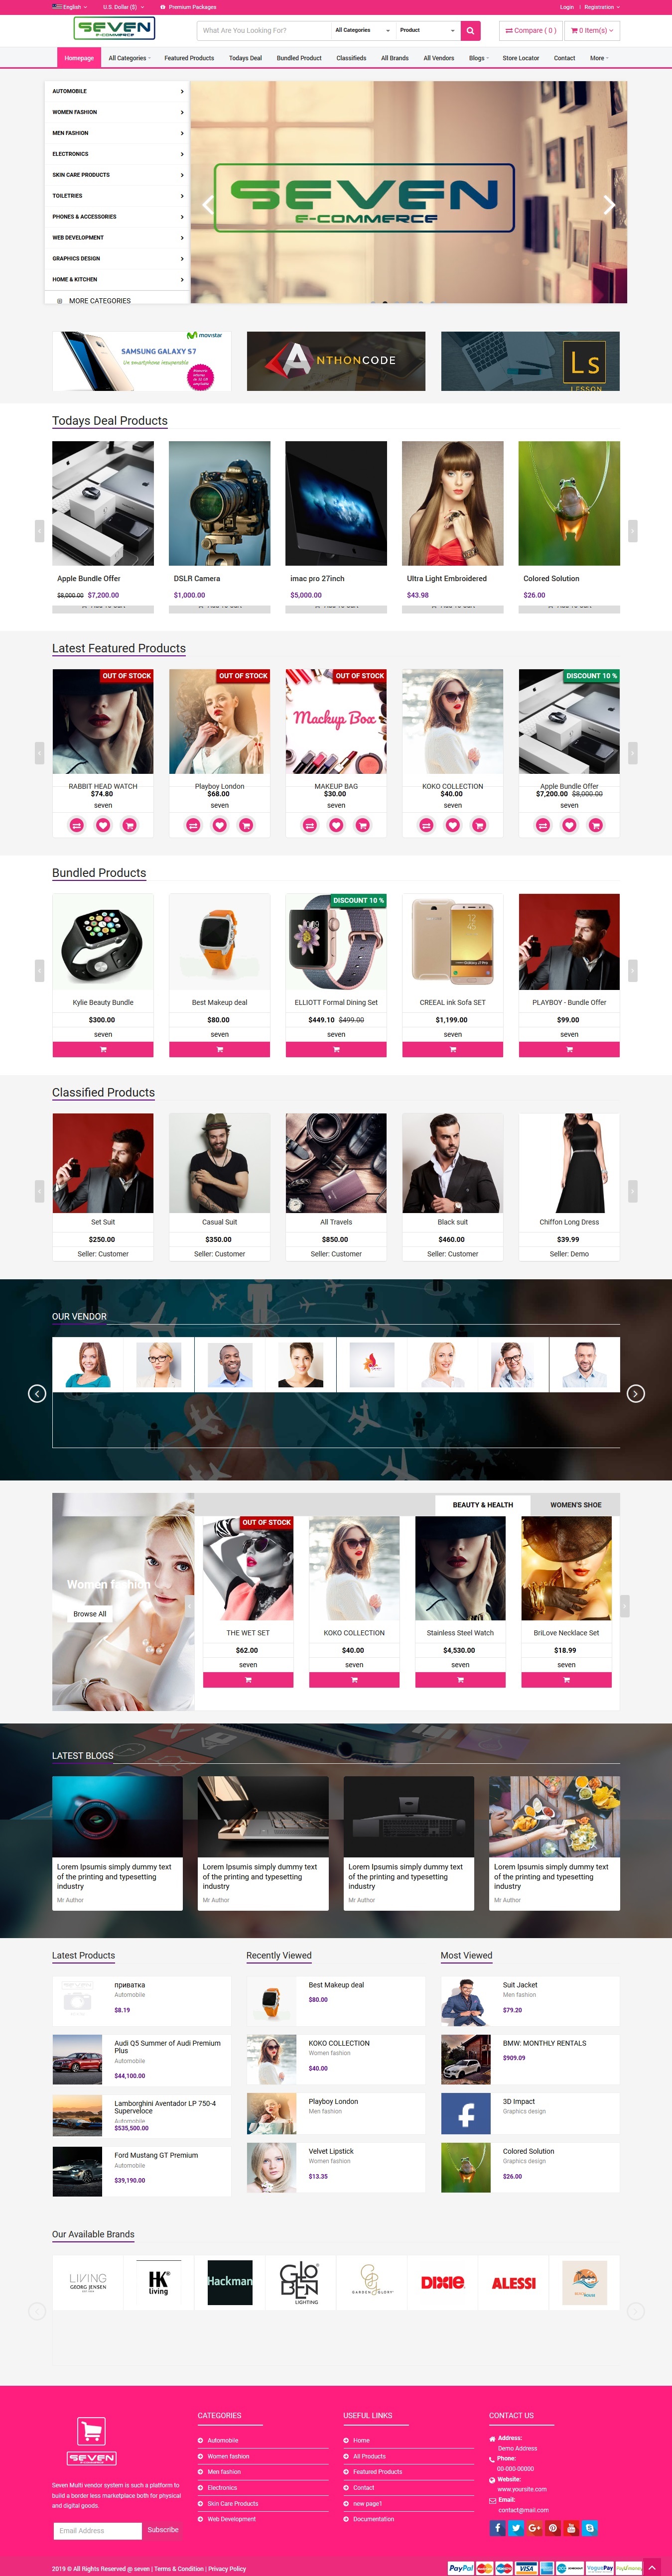 English
U.S. Dollar ($)
Premium Packages
Login | Registration
SEVEN
E-COMMERCE
What Are You Looking For?
All Categories
Product
Compare ( 0 )
0 Item(s)
Homepage
All Categories
Featured Products
Todays Deal
Bundled Product
Classifieds
All Brands
All Vendors
Blogs
Store Locator
Contact
More
AUTOMOBILE
WOMEN FASHION
MEN FASHION
ELECTRONICS
SKIN CARE PRODUCTS
TOILETRIES
PHONES & ACCESSORIES
WEB DEVELOPMENT
GRAPHICS DESIGN
HOME & KITCHEN
MORE CATEGORIES
SEVEN
E-COMMERCE
movistar
SAMSUNG GALAXY S7
Un smartphone insuperable
ANTHONCODE
Ls
LESSON
Todays Deal Products
Apple Bundle Offer
$8,000.00 $7,200.00
DSLR Camera
$1,000.00
imac pro 27inch
$5,000.00
Ultra Light Embroidered
$43.98
Colored Solution
$26.00
Latest Featured Products
OUT OF STOCK
RABBIT HEAD WATCH
$74.80
seven
OUT OF STOCK
Playboy London
$68.00
seven
OUT OF STOCK
Mackup Box
MAKEUP BAG
$30.00
seven
KOKO COLLECTION
$40.00
seven
DISCOUNT 10 %
Apple Bundle Offer
$7,200.00 $8,000.00
seven
Bundled Products
Kylie Beauty Bundle
$300.00
seven
Best Makeup deal
$80.00
seven
DISCOUNT 10 %
ELLIOTT Formal Dining Set
$449.10 $499.00
seven
CREEAL ink Sofa SET
$1,199.00
seven
PLAYBOY - Bundle Offer
$99.00
seven
Classified Products
Set Suit
$250.00
Seller: Customer
Casual Suit
$350.00
Seller: Customer
All Travels
$850.00
Seller: Customer
Black suit
$460.00
Seller: Customer
Chiffon Long Dress
$39.99
Seller: Demo
OUR VENDOR
BEAUTY & HEALTH
WOMEN'S SHOE
Women fashion
Browse All
OUT OF STOCK
THE WET SET
$62.00
seven
KOKO COLLECTION
$40.00
seven
Stainless Steel Watch
$4,530.00
seven
BriLove Necklace Set
$18.99
seven
LATEST BLOGS
Lorem Ipsumis simply dummy text
of the printing and typesetting
industry
Mr Author
Lorem Ipsumis simply dummy text
of the printing and typesetting
industry
Mr Author
Lorem Ipsumis simply dummy text
of the printing and typesetting
industry
Mr Author
Lorem Ipsumis simply dummy text
of the printing and typesetting
industry
Mr Author
Latest Products
приватка
Automobile
$8.19
Audi Q5 Summer of Audi Premium
Plus
Automobile
$44,100.00
Lamborghini Aventador LP 750-4
Superveloce
Automobile
$535,500.00
Ford Mustang GT Premium
Automobile
$39,190.00
Recently Viewed
Best Makeup deal
$80.00
KOKO COLLECTION
Women fashion
$40.00
Playboy London
Men fashion
Velvet Lipstick
Women fashion
$13.35
Most Viewed
Suit Jacket
Men fashion
$79.20
BMW: MONTHLY RENTALS
$909.09
3D Impact
Graphics design
Colored Solution
Graphics design
$26.00
Our Available Brands
LIVING
GEORG JENSEN
HK
living
Hackman
GLOBEN
LIGHTING
GARDEN GLORY
DIXIE
ALESSI
SEVEN
Seven Multi vendor system is such a platform to
build a border less marketplace both for physical
and digital goods.
Email Address
Subscribe
CATEGORIES
Automobile
Women fashion
Men fashion
Electronics
Skin Care Products
Web Development
USEFUL LINKS
Home
All Products
Featured Products
Contact
new page1
Documentation
CONTACT US
Address:
Demo Address
Phone:
00-000-00000
Website:
www.yoursite.com
Email:
contact@mail.com
2019 © All Rights Reserved @ seven | Terms & Condition | Privacy Policy
PayPal
VISA
VoguePay